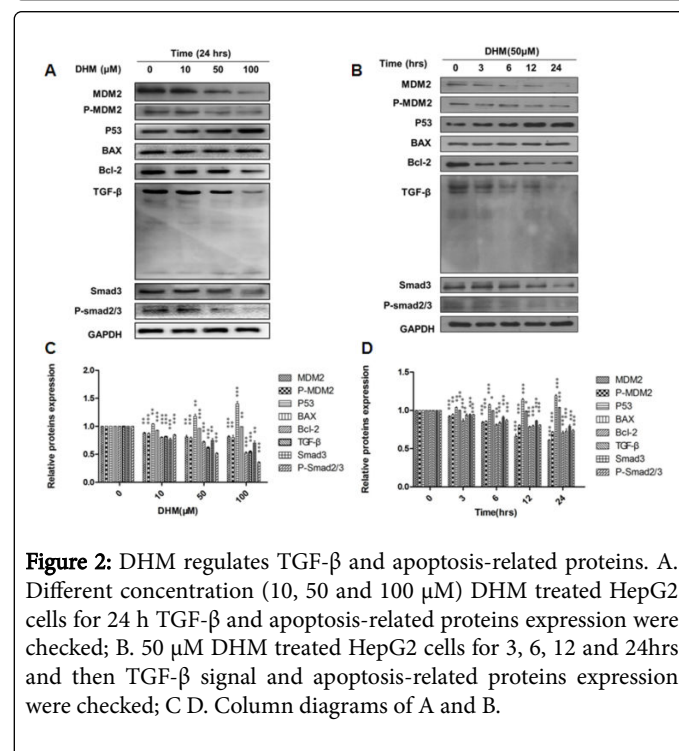 A
Time (24 hrs)
DHM (μM) 0 10 50 100
MDM2
P-MDM2
P53
BAX
Bcl-2
TGF-β
Smad3
P-smad2/3
GAPDH
B
DHM(50μM)
Time (hrs) 0 3 6 12 24
MDM2
P-MDM2
P53
BAX
Bcl-2
TGF-β
Smad3
P-smad2/3
GAPDH
C
Relative proteins expression
2.0
1.5
1.0
0.5
0.0
0 10 50 100
DHM(μM)
MDM2
P-MDM2
P53
BAX
Bcl-2
TGF-β
Smad3
P-Smad2/3
D
Relative proteins expression
1.5
1.0
0.5
0.0
0 3 6 12 24
Time(hrs)
MDM2
P-MDM2
P53
BAX
Bcl-2
TGF-β
Smad3
P-Smad2/3
Figure 2: DHM regulates TGF-β and apoptosis-related proteins. A.
Different concentration (10, 50 and 100 μM) DHM treated HepG2
cells for 24 h TGF-β and apoptosis-related proteins expression were
checked; B. 50 μM DHM treated HepG2 cells for 3, 6, 12 and 24hrs
and then TGF-β signal and apoptosis-related proteins expression
were checked; C D. Column diagrams of A and B.